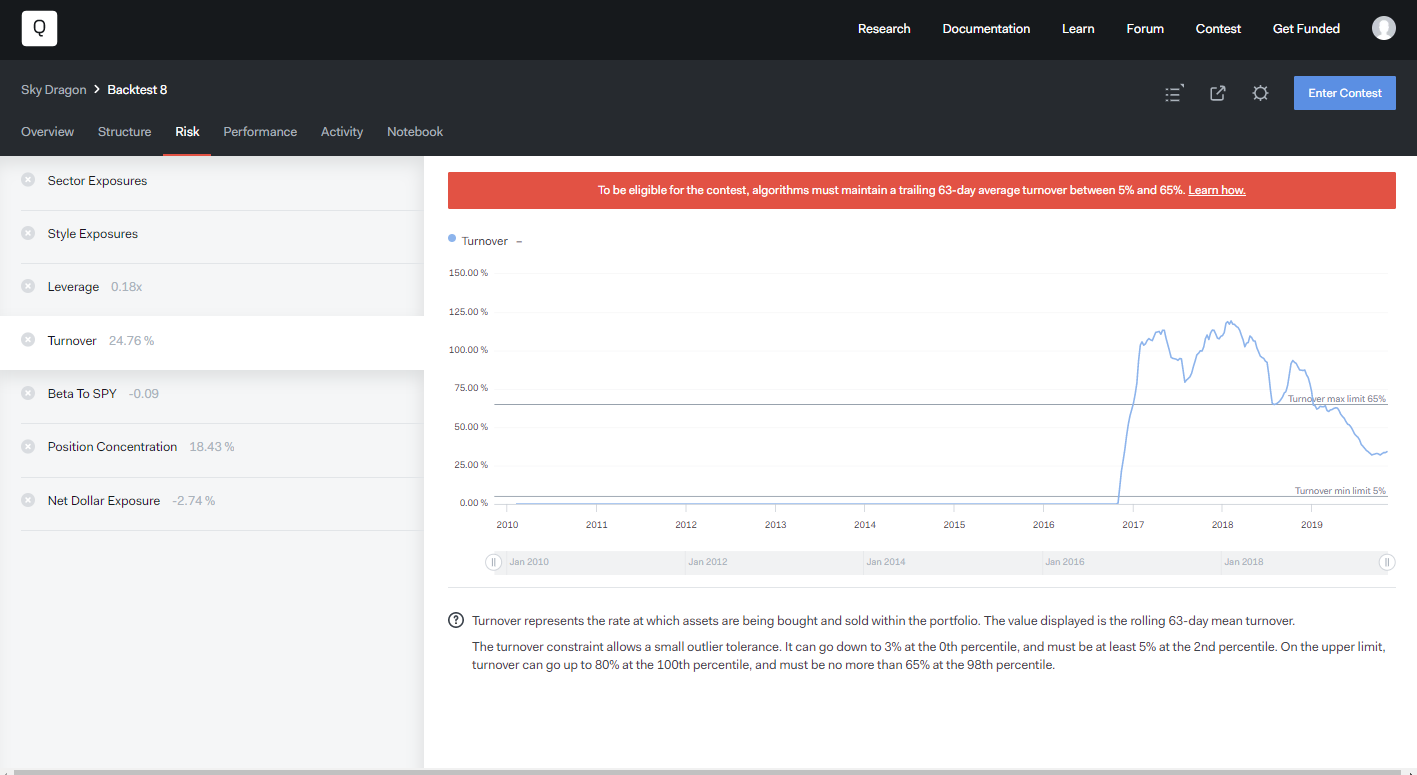 Q
Research Documentation Learn Forum Contest Get Funded
Sky Dragon > Backtest 8
Enter Contest
Overview Structure Risk Performance Activity Notebook
Sector Exposures
Style Exposures
Leverage 0.18x
Turnover 24.76 %
Beta To SPY -0.09
Position Concentration 18.43 %
Net Dollar Exposure -2.74 %
To be eligible for the contest, algorithms must maintain a trailing 63-day average turnover between 5% and 65%. Learn how.
Turnover –
150.00 %
125.00 %
100.00 %
75.00 %
Turnover max limit 65%
50.00 %
25.00 %
Turnover min limit 5%
0.00 %
2010 2011 2012 2013 2014 2015 2016 2017 2018 2019
Jan 2010 Jan 2012 Jan 2014 Jan 2016 Jan 2018
? Turnover represents the rate at which assets are being bought and sold within the portfolio. The value displayed is the rolling 63-day mean turnover.
The turnover constraint allows a small outlier tolerance. It can go down to 3% at the 0th percentile, and must be at least 5% at the 2nd percentile. On the upper limit,
turnover can go up to 80% at the 100th percentile, and must be no more than 65% at the 98th percentile.